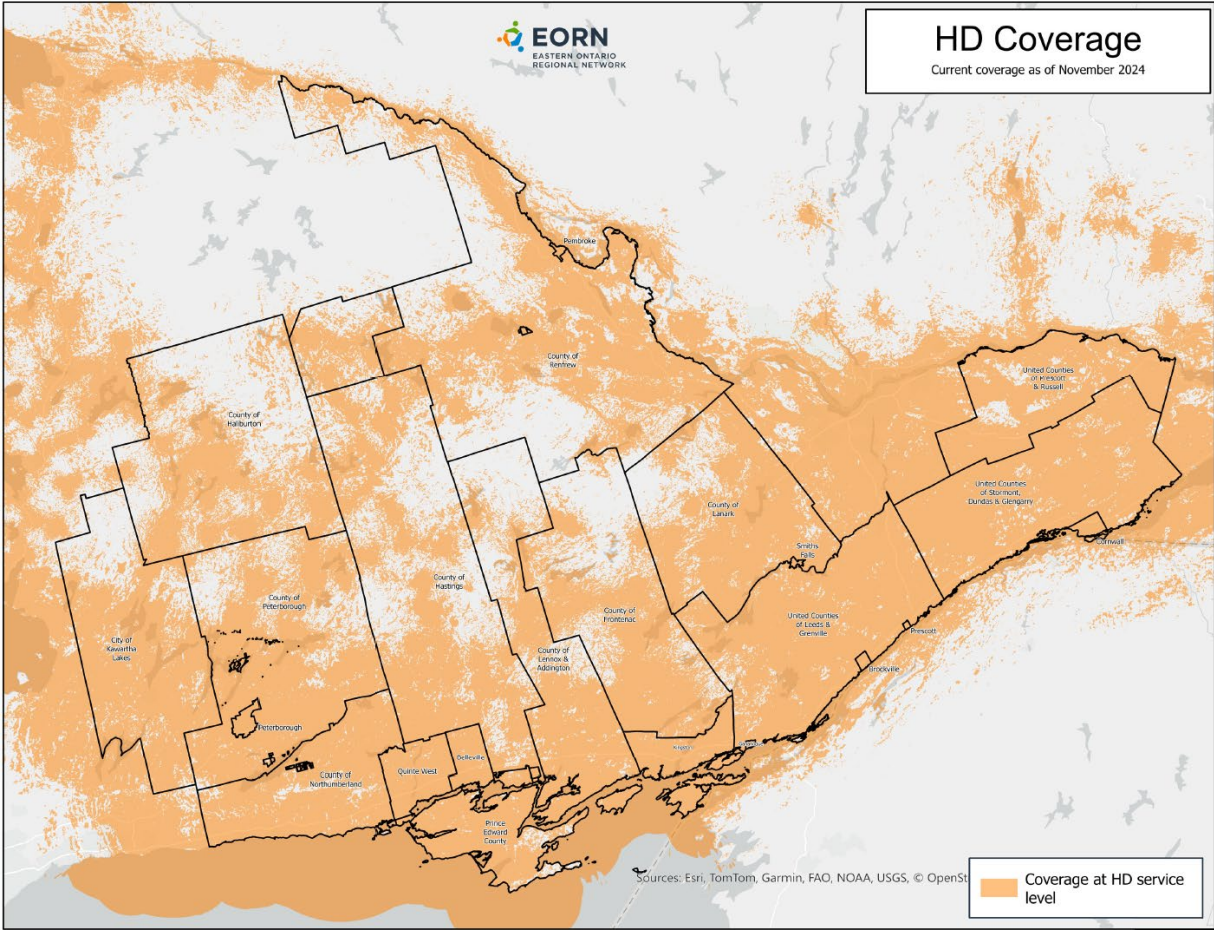 EORN
EASTERN ONTARIO
REGIONAL NETWORK
HD Coverage
Current coverage as of November 2024
Pembroke
County of
Renfrew
County of
Haliburton
United Counties
of Prescott
& Russell
United Counties
of Stormont,
Dundas & Glengarry
Cornwall
County of
Lanark
Smiths
Falls
County of
Hastings
County of
Peterborough
County of
Frontenac
United Counties
of Leeds &
Grenville
Prescott
Brockville
City of
Kawartha
Lakes
County of
Lennox &
Addington
Peterborough
County of
Northumberland
Quinte West
Belleville
Kingston
Prince
Edward
County
Sources: Esri, TomTom, Garmin, FAO, NOAA, USGS, © OpenSt
Coverage at HD service
level